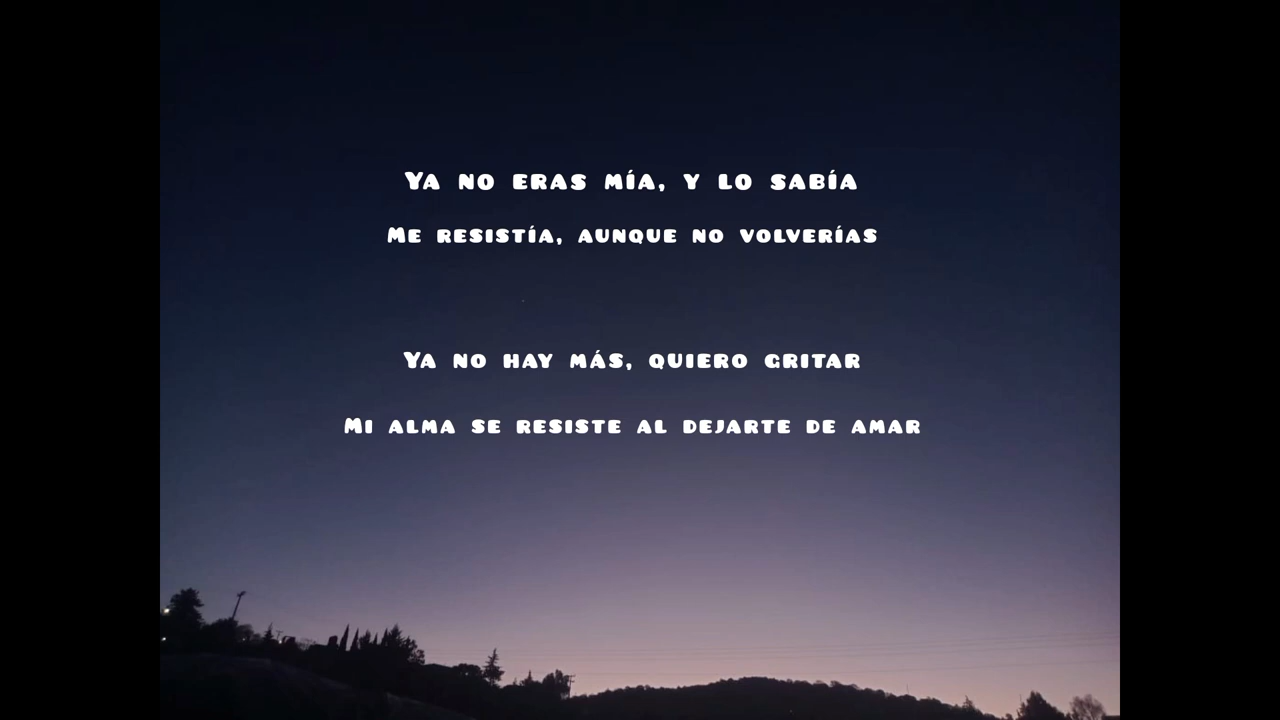 Ya no eras mía, y lo sabía
Me resistía, aunque no volverías
Ya no hay más, quiero gritar
Mi alma se resiste al dejarte de amar